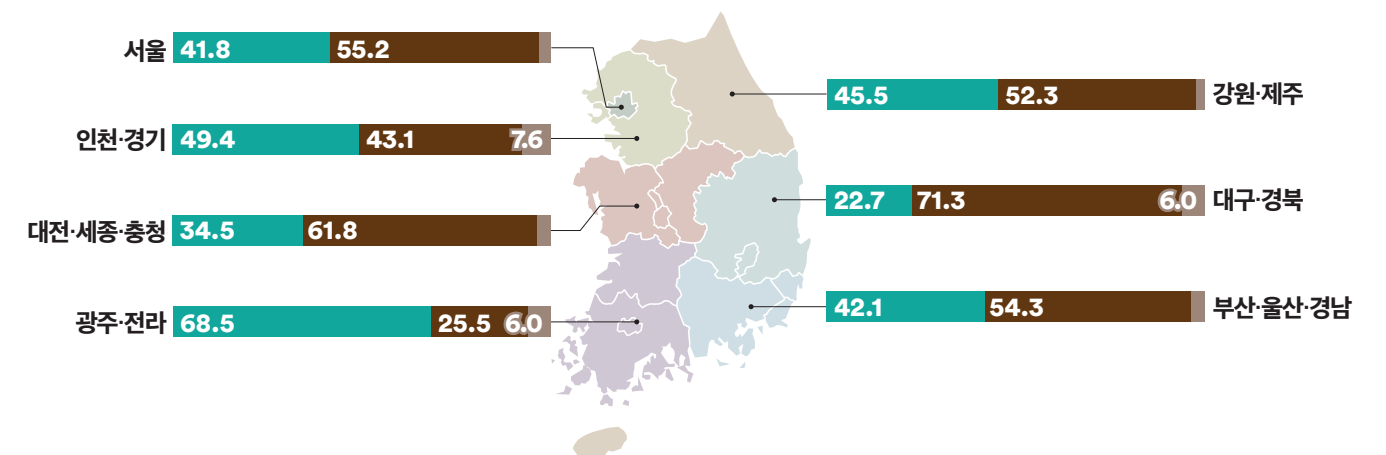 서울 41.8 55.2
인천·경기 49.4 43.1 7.6
대전·세종·충청 34.5 61.8
광주·전라 68.5 25.5 6.0
45.5 52.3 강원·제주
22.7 71.3 6.0 대구·경북
42.1 54.3 부산·울산·경남